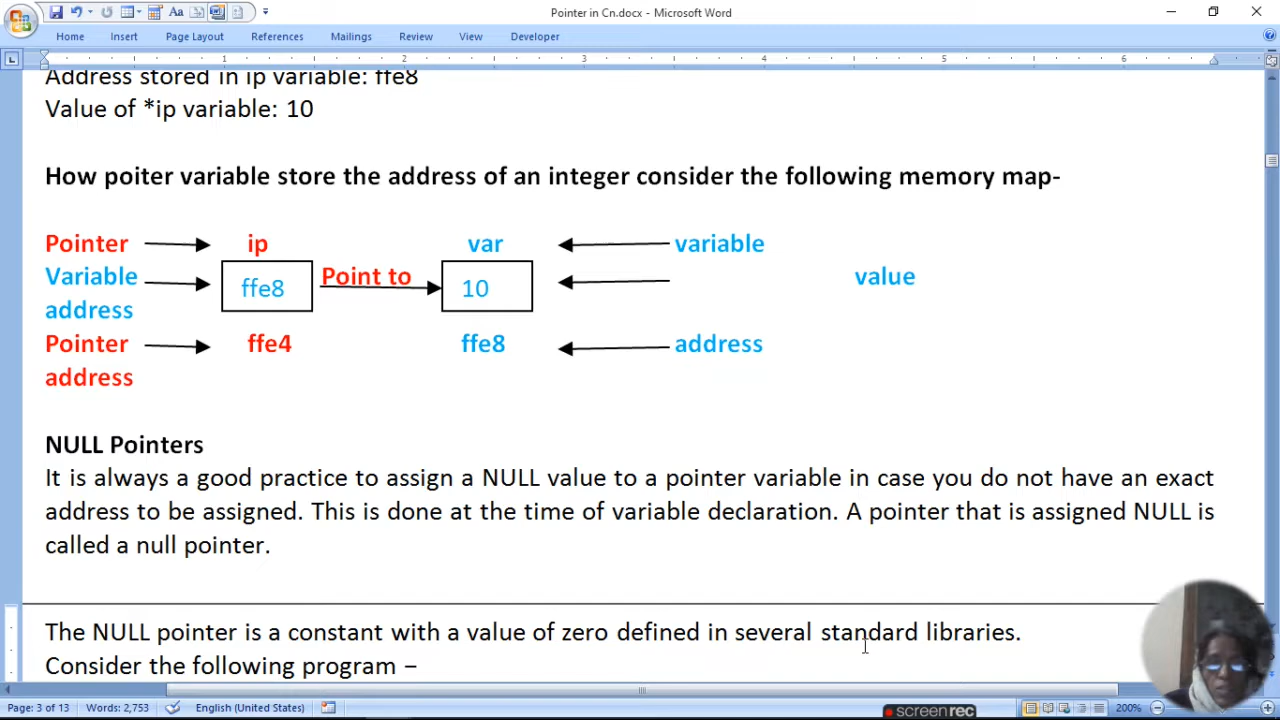 Pointer in Cn.docx - Microsoft Word
Home Insert Page Layout References Mailings Review View Developer
1 2 3 4 5 6
Address stored in ip variable: ffe8
Value of *ip variable: 10
How poiter variable store the address of an integer consider the following memory map-
Pointer ip var variable
Variable ffe8 Point to 10 value
address
Pointer ffe4 ffe8 address
address
NULL Pointers
It is always a good practice to assign a NULL value to a pointer variable in case you do not have an exact
address to be assigned. This is done at the time of variable declaration. A pointer that is assigned NULL is
called a null pointer.
The NULL pointer is a constant with a value of zero defined in several standard libraries.
Consider the following program –
Page: 3 of 13 Words: 2,753 English (United States) screenrec 200%